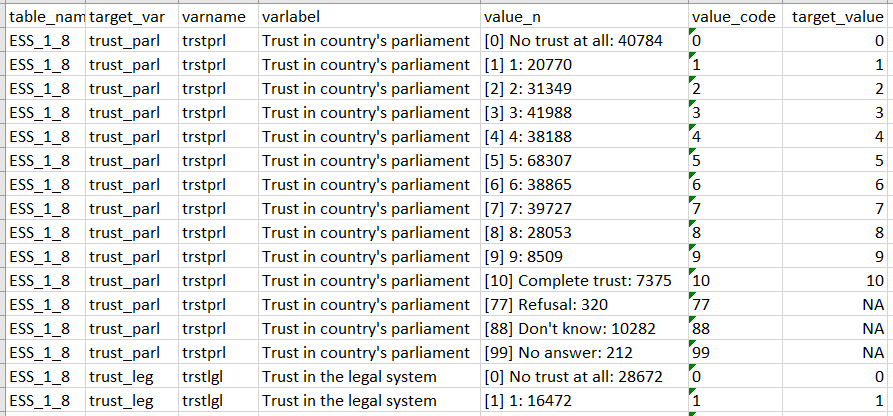 table_nam target_var varname varlabel value_n value_code target_value
ESS_1_8 trust_parl trstprl Trust in country's parliament [0] No trust at all: 40784 0 0
ESS_1_8 trust_parl trstprl Trust in country's parliament [1] 1: 20770 1 1
ESS_1_8 trust_parl trstprl Trust in country's parliament [2] 2: 31349 2 2
ESS_1_8 trust_parl trstprl Trust in country's parliament [3] 3: 41988 3 3
ESS_1_8 trust_parl trstprl Trust in country's parliament [4] 4: 38188 4 4
ESS_1_8 trust_parl trstprl Trust in country's parliament [5] 5: 68307 5 5
ESS_1_8 trust_parl trstprl Trust in country's parliament [6] 6: 38865 6 6
ESS_1_8 trust_parl trstprl Trust in country's parliament [7] 7: 39727 7 7
ESS_1_8 trust_parl trstprl Trust in country's parliament [8] 8: 28053 8 8
ESS_1_8 trust_parl trstprl Trust in country's parliament [9] 9: 8509 9 9
ESS_1_8 trust_parl trstprl Trust in country's parliament [10] Complete trust: 7375 10 10
ESS_1_8 trust_parl trstprl Trust in country's parliament [77] Refusal: 320 77 NA
ESS_1_8 trust_parl trstprl Trust in country's parliament [88] Don't know: 10282 88 NA
ESS_1_8 trust_parl trstprl Trust in country's parliament [99] No answer: 212 99 NA
ESS_1_8 trust_leg trstlgl Trust in the legal system [0] No trust at all: 28672 0 0
ESS_1_8 trust_leg trstlgl Trust in the legal system [1] 1: 16472 1 1